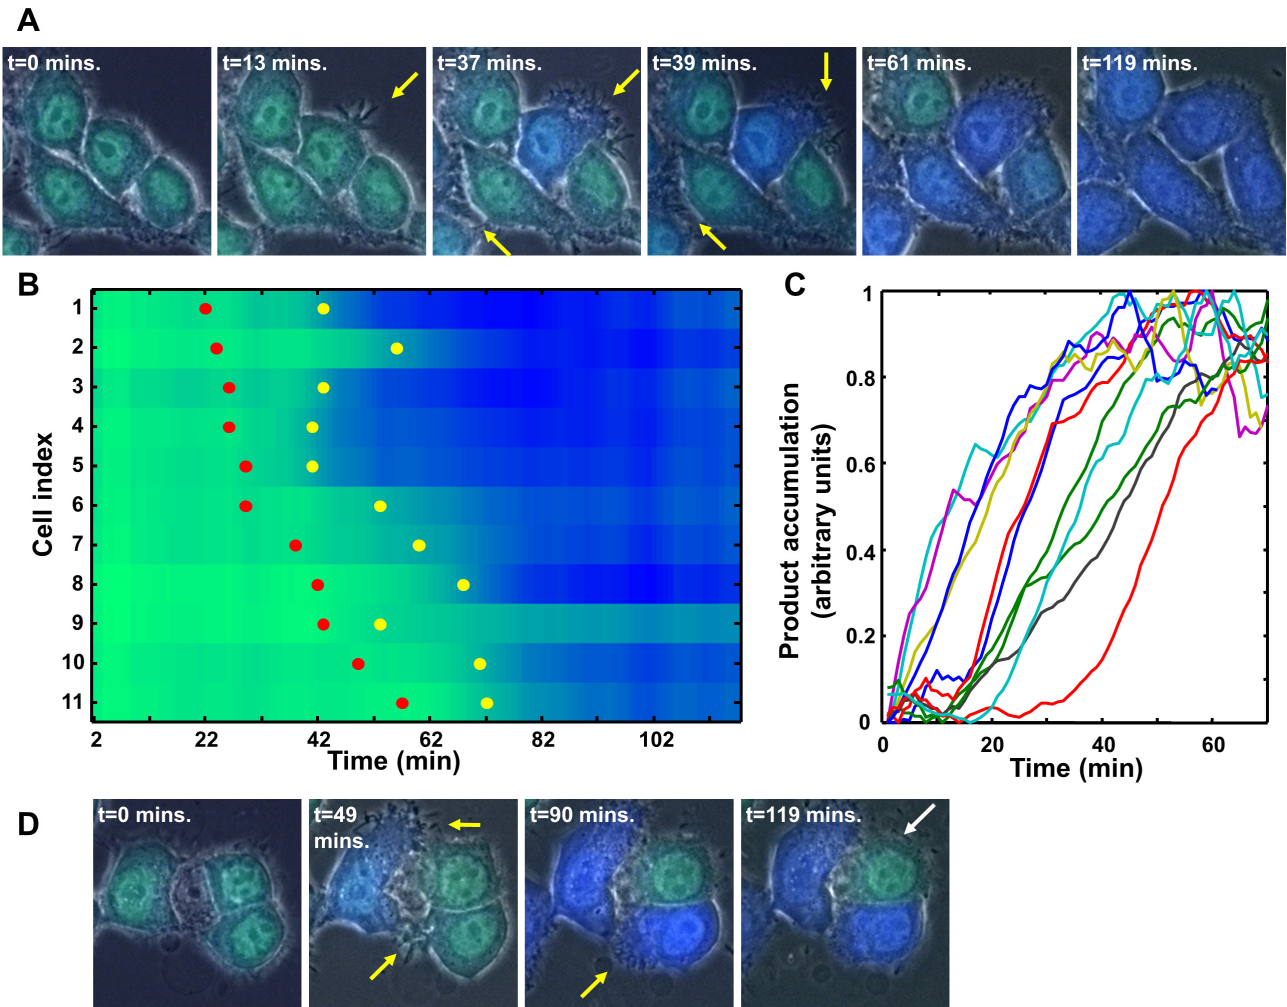 A
t=0 mins.
t=13 mins.
t=37 mins.
t=39 mins.
t=61 mins.
t=119 mins.
B
Cell index
1
2
3
4
5
6
7
8
9
10
11
2 22 42 62 82 102
Time (min)
C
Product accumulation
(arbitrary units)
1
0.8
0.6
0.4
0.2
0
0 20 40 60
Time (min)
D
t=0 mins.
t=49
mins.
t=90 mins.
t=119 mins.